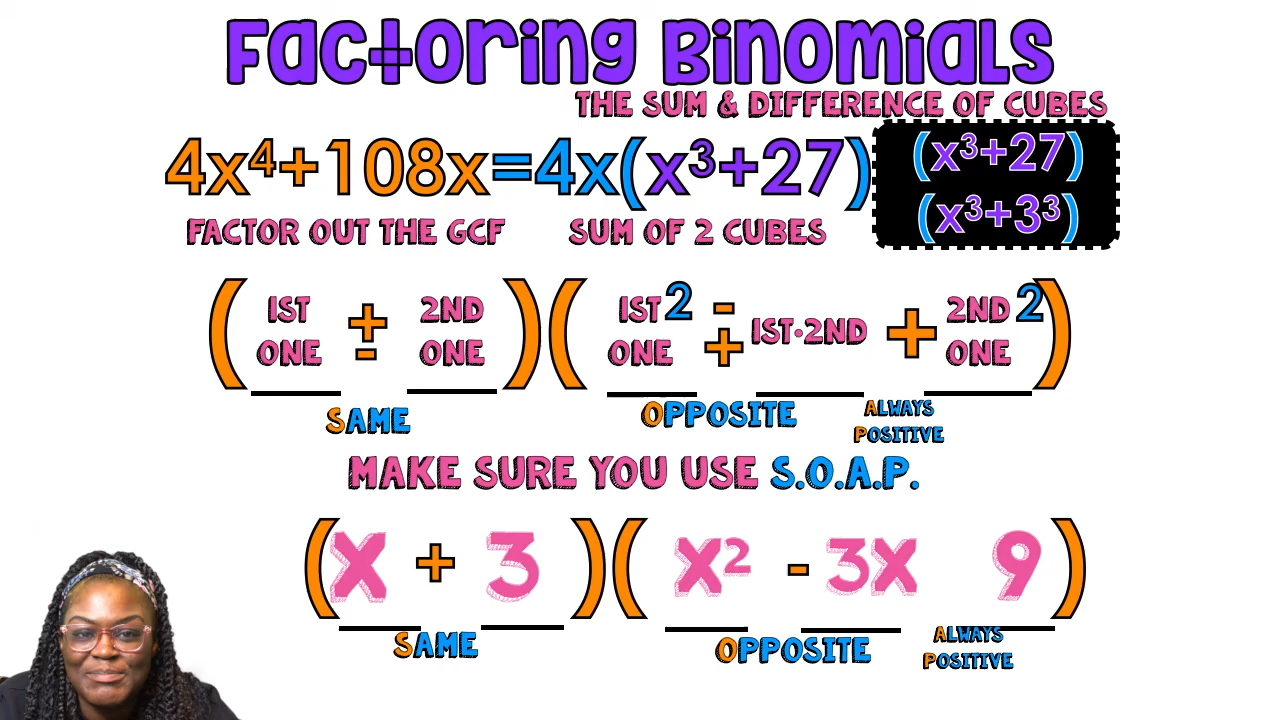 Factoring Binomials
THE SUM & DIFFERENCE OF CUBES
4x⁴+108x=4x(x³+27)
(x³+27)
(x³+3³)
FACTOR OUT THE GCF SUM OF 2 CUBES
(1ST ONE ± 2ND ONE)(1ST ONE² ∓ 1ST·2ND + 2ND ONE²)
SAME OPPOSITE ALWAYS POSITIVE
MAKE SURE YOU USE S.O.A.P.
(X + 3)(X² - 3X 9)
SAME OPPOSITE ALWAYS POSITIVE